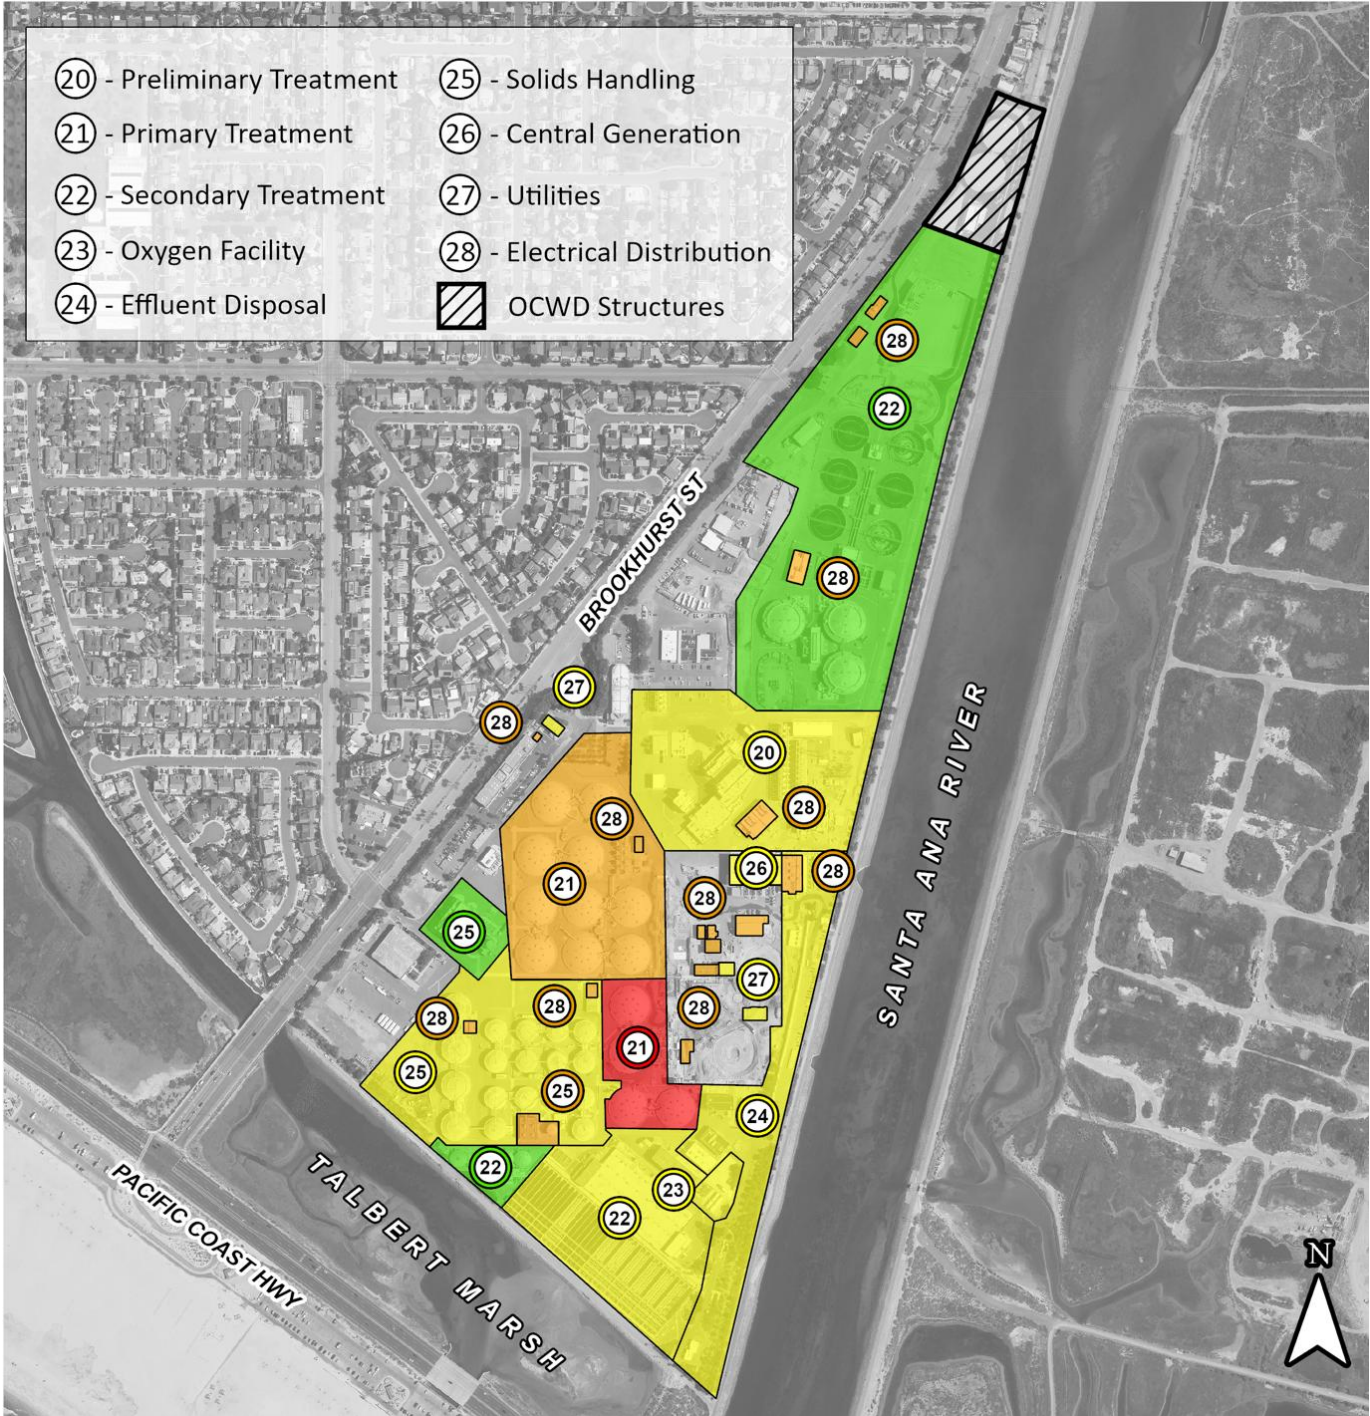 20 - Preliminary Treatment
21 - Primary Treatment
22 - Secondary Treatment
23 - Oxygen Facility
24 - Effluent Disposal
25 - Solids Handling
26 - Central Generation
27 - Utilities
28 - Electrical Distribution
OCWD Structures
28
22
BROOKHURST ST
28
27
28
20
28
28
26
28
21
28
25
SANTA ANA RIVER
27
28
28
28
21
25
25
24
22
23
22
TALBERT MARSH
PACIFIC COAST HWY
N